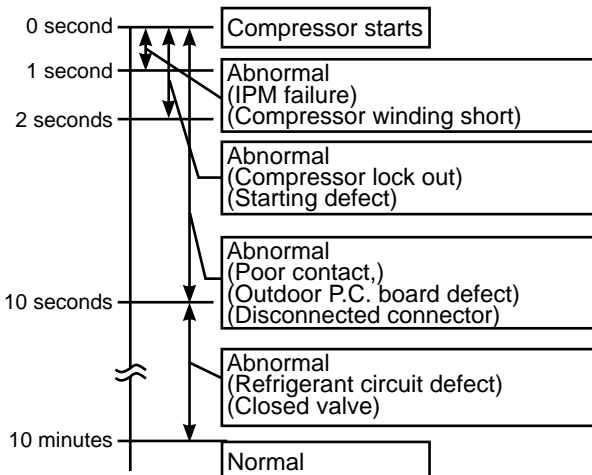 0 second
Compressor starts
1 second
Abnormal
(IPM failure)
(Compressor winding short)
2 seconds
Abnormal
(Compressor lock out)
(Starting defect)
Abnormal
(Poor contact,)
(Outdoor P.C. board defect)
(Disconnected connector)
10 seconds
Abnormal
(Refrigerant circuit defect)
(Closed valve)
10 minutes
Normal